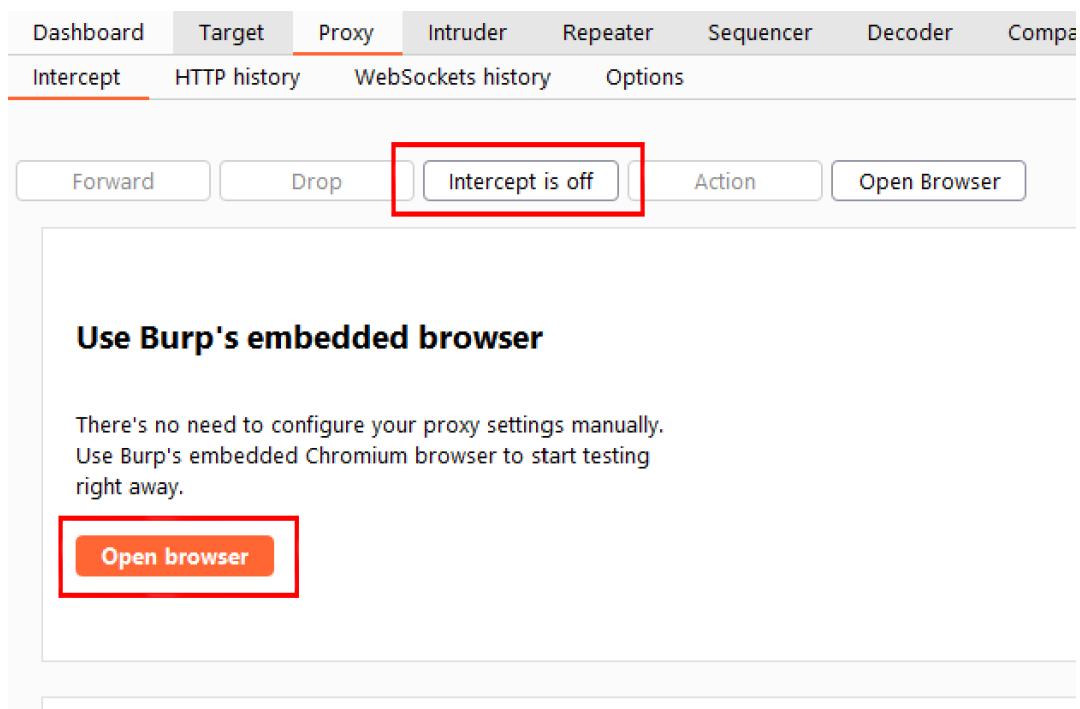 Dashboard Target Proxy Intruder Repeater Sequencer Decoder Compa
Intercept HTTP history WebSockets history Options
Forward Drop Intercept is off Action Open Browser
Use Burp's embedded browser
There's no need to configure your proxy settings manually.
Use Burp's embedded Chromium browser to start testing
right away.
Open browser